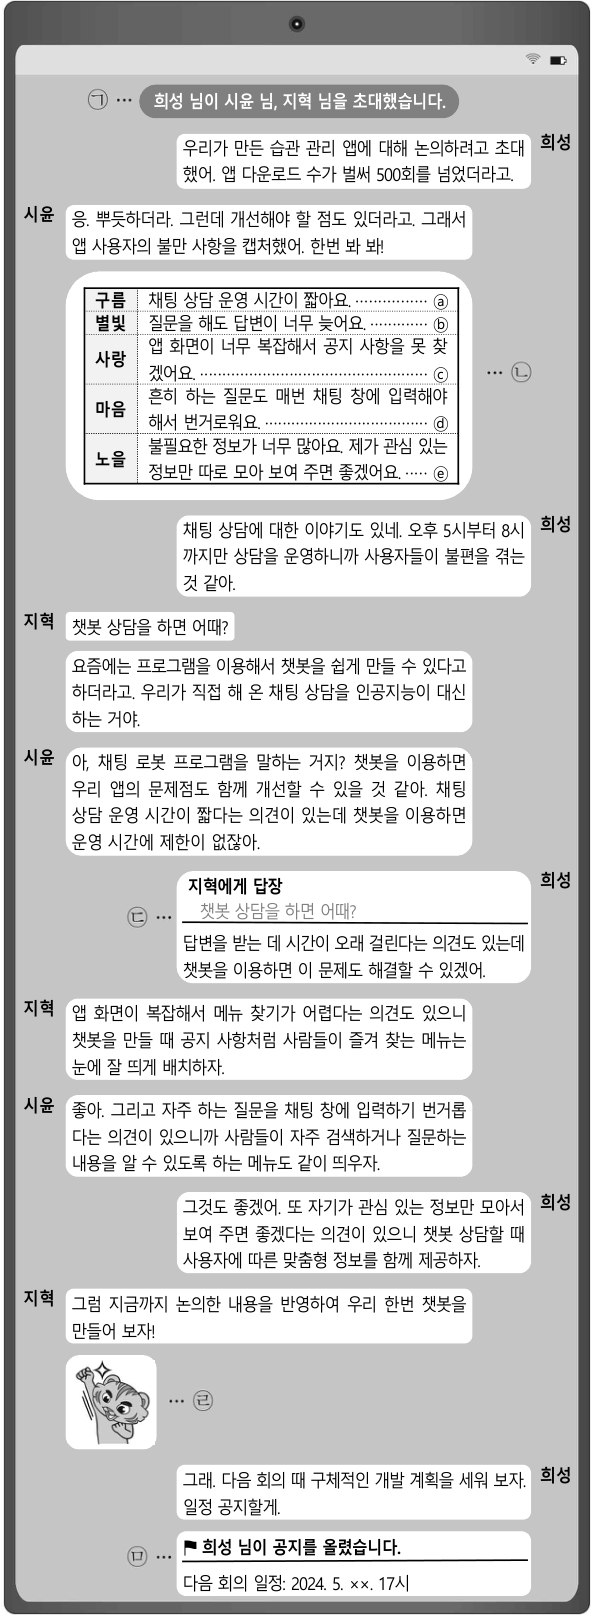 ㉠ … 희성 님이 시윤 님, 지혁 님을 초대했습니다.
희성
우리가 만든 습관 관리 앱에 대해 논의하려고 초대
했어. 앱 다운로드 수가 벌써 500회를 넘었더라고.
시윤
응. 뿌듯하더라. 그런데 개선해야 할 점도 있더라고. 그래서
앱 사용자의 불만 사항을 캡처했어. 한번 봐 봐!
구름 채팅 상담 운영 시간이 짧아요. ⓐ
별빛 질문을 해도 답변이 너무 늦어요. ⓑ
사랑 앱 화면이 너무 복잡해서 공지 사항을 못 찾
겠어요. ⓒ
… ㉡
마음 흔히 하는 질문도 매번 채팅 창에 입력해야
해서 번거로워요. ⓓ
노을 불필요한 정보가 너무 많아요. 제가 관심 있는
정보만 따로 모아 보여 주면 좋겠어요. ⓔ
희성
채팅 상담에 대한 이야기도 있네. 오후 5시부터 8시
까지만 상담을 운영하니까 사용자들이 불편을 겪는
것 같아.
지혁
챗봇 상담을 하면 어때?
요즘에는 프로그램을 이용해서 챗봇을 쉽게 만들 수 있다고
하더라고. 우리가 직접 해 온 채팅 상담을 인공지능이 대신
하는 거야.
시윤
아, 채팅 로봇 프로그램을 말하는 거지? 챗봇을 이용하면
우리 앱의 문제점도 함께 개선할 수 있을 것 같아. 채팅
상담 운영 시간이 짧다는 의견이 있는데 챗봇을 이용하면
운영 시간에 제한이 없잖아.
희성
지혁에게 답장
챗봇 상담을 하면 어때?
㉢ …
답변을 받는 데 시간이 오래 걸린다는 의견도 있는데
챗봇을 이용하면 이 문제도 해결할 수 있겠어.
지혁
앱 화면이 복잡해서 메뉴 찾기가 어렵다는 의견도 있으니
챗봇을 만들 때 공지 사항처럼 사람들이 즐겨 찾는 메뉴는
눈에 잘 띄게 배치하자.
시윤
좋아. 그리고 자주 하는 질문을 채팅 창에 입력하기 번거롭
다는 의견이 있으니까 사람들이 자주 검색하거나 질문하는
내용을 알 수 있도록 하는 메뉴도 같이 띄우자.
희성
그것도 좋겠어. 또 자기가 관심 있는 정보만 모아서
보여 주면 좋겠다는 의견이 있으니 챗봇 상담할 때
사용자에 따른 맞춤형 정보를 함께 제공하자.
지혁
그럼 지금까지 논의한 내용을 반영하여 우리 한번 챗봇을
만들어 보자!
… ㉣
희성
그래. 다음 회의 때 구체적인 개발 계획을 세워 보자.
일정 공지할게.
㉤ … 희성 님이 공지를 올렸습니다.
다음 회의 일정: 2024. 5. ××. 17시